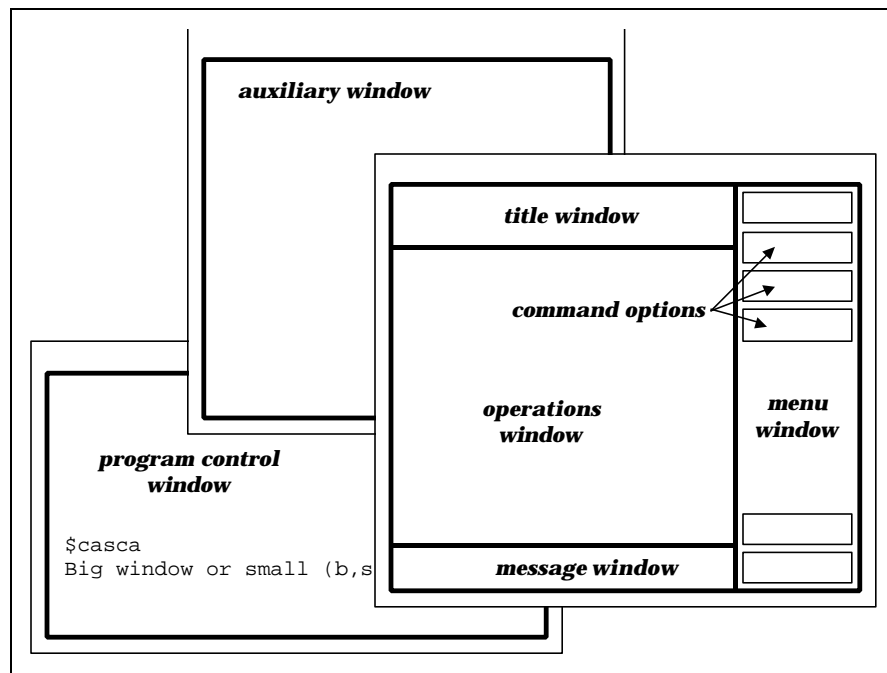 auxiliary window
title window
command options
operations
window
menu
window
program control
window
$casca
Big window or small (b,s
message window